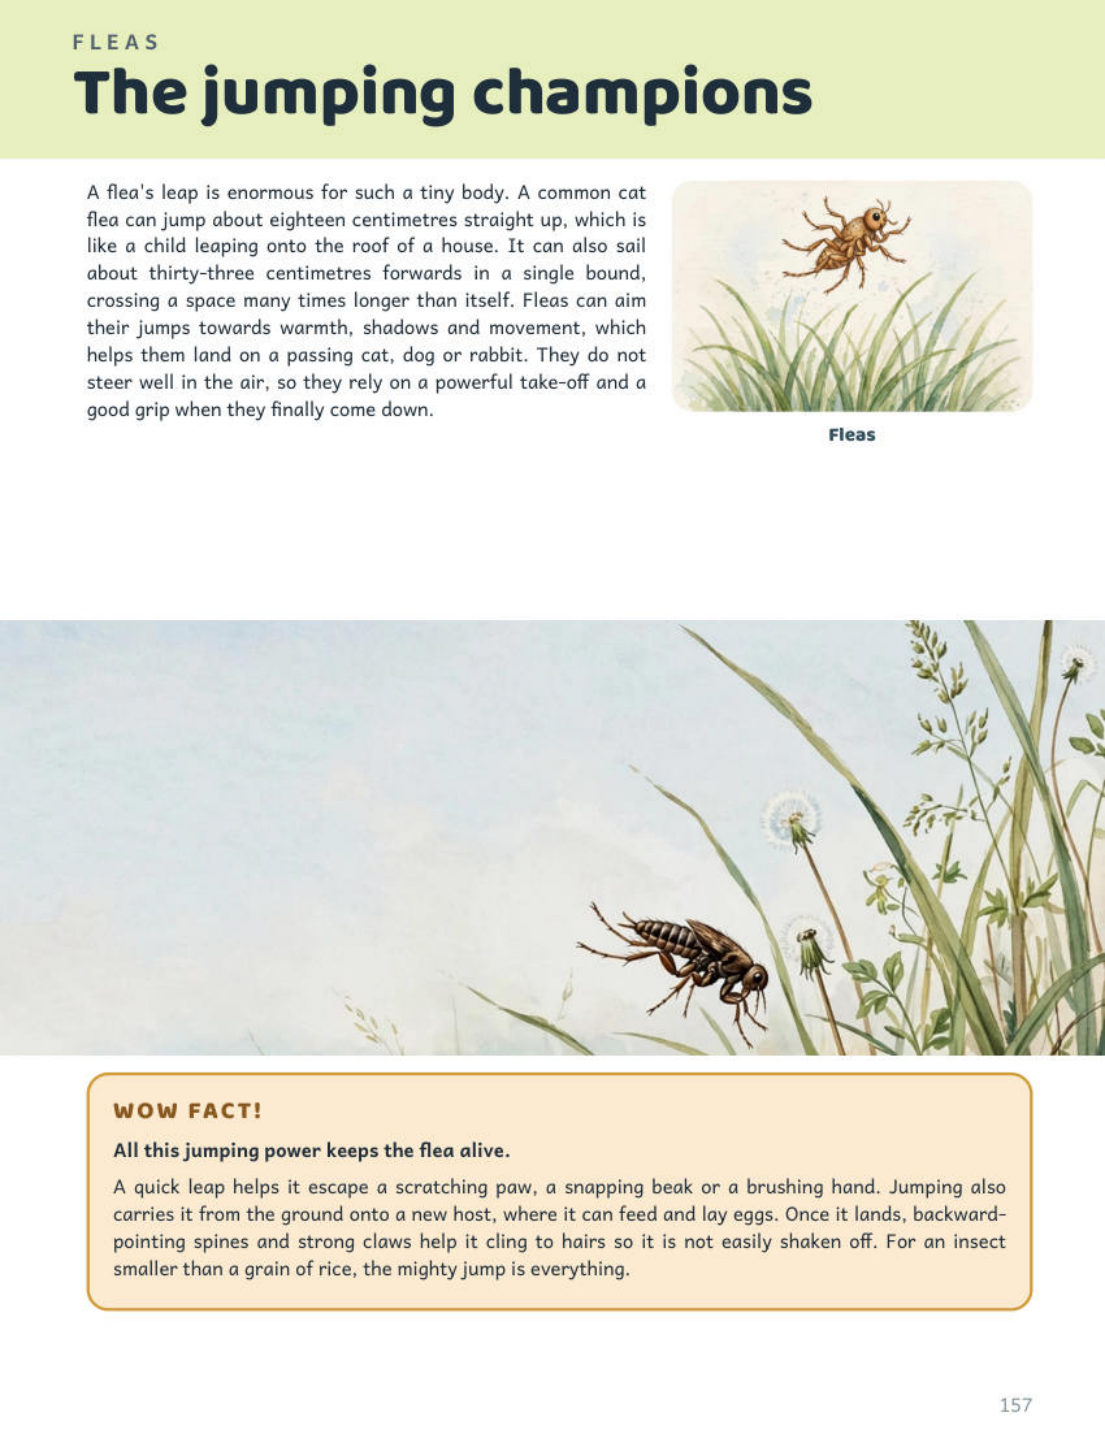 FLEAS
The jumping champions
A flea's leap is enormous for such a tiny body. A common cat
flea can jump about eighteen centimetres straight up, which is
like a child leaping onto the roof of a house. It can also sail
about thirty-three centimetres forwards in a single bound,
crossing a space many times longer than itself. Fleas can aim
their jumps towards warmth, shadows and movement, which
helps them land on a passing cat, dog or rabbit. They do not
steer well in the air, so they rely on a powerful take-off and a
good grip when they finally come down.
Fleas
WOW FACT!
All this jumping power keeps the flea alive.
A quick leap helps it escape a scratching paw, a snapping beak or a brushing hand. Jumping also
carries it from the ground onto a new host, where it can feed and lay eggs. Once it lands, backward-
pointing spines and strong claws help it cling to hairs so it is not easily shaken off. For an insect
smaller than a grain of rice, the mighty jump is everything.
157